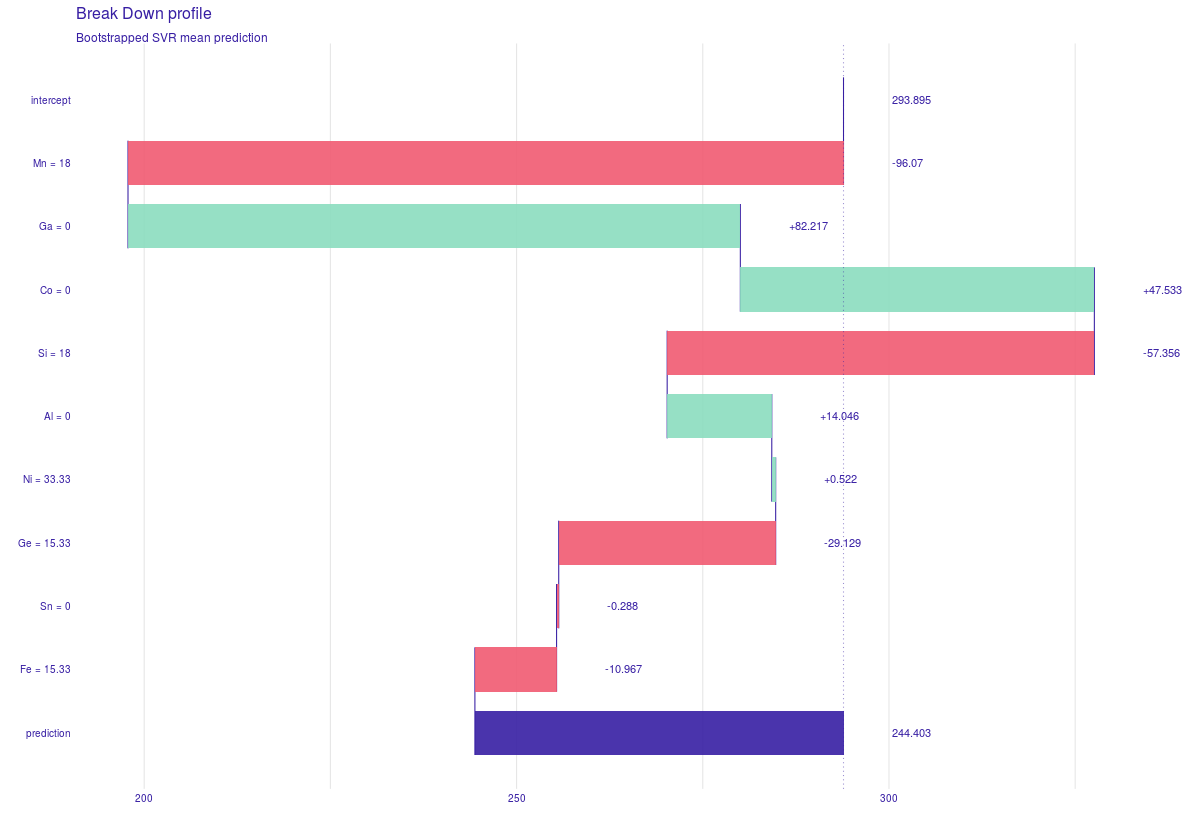 Break Down profile
Bootstrapped SVR mean prediction
intercept 293.895
Mn = 18 -96.07
Ga = 0 +82.217
Co = 0 +47.533
Si = 18 -57.356
Al = 0 +14.046
Ni = 33.33 +0.522
Ge = 15.33 -29.129
Sn = 0 -0.288
Fe = 15.33 -10.967
prediction 244.403
200 250 300